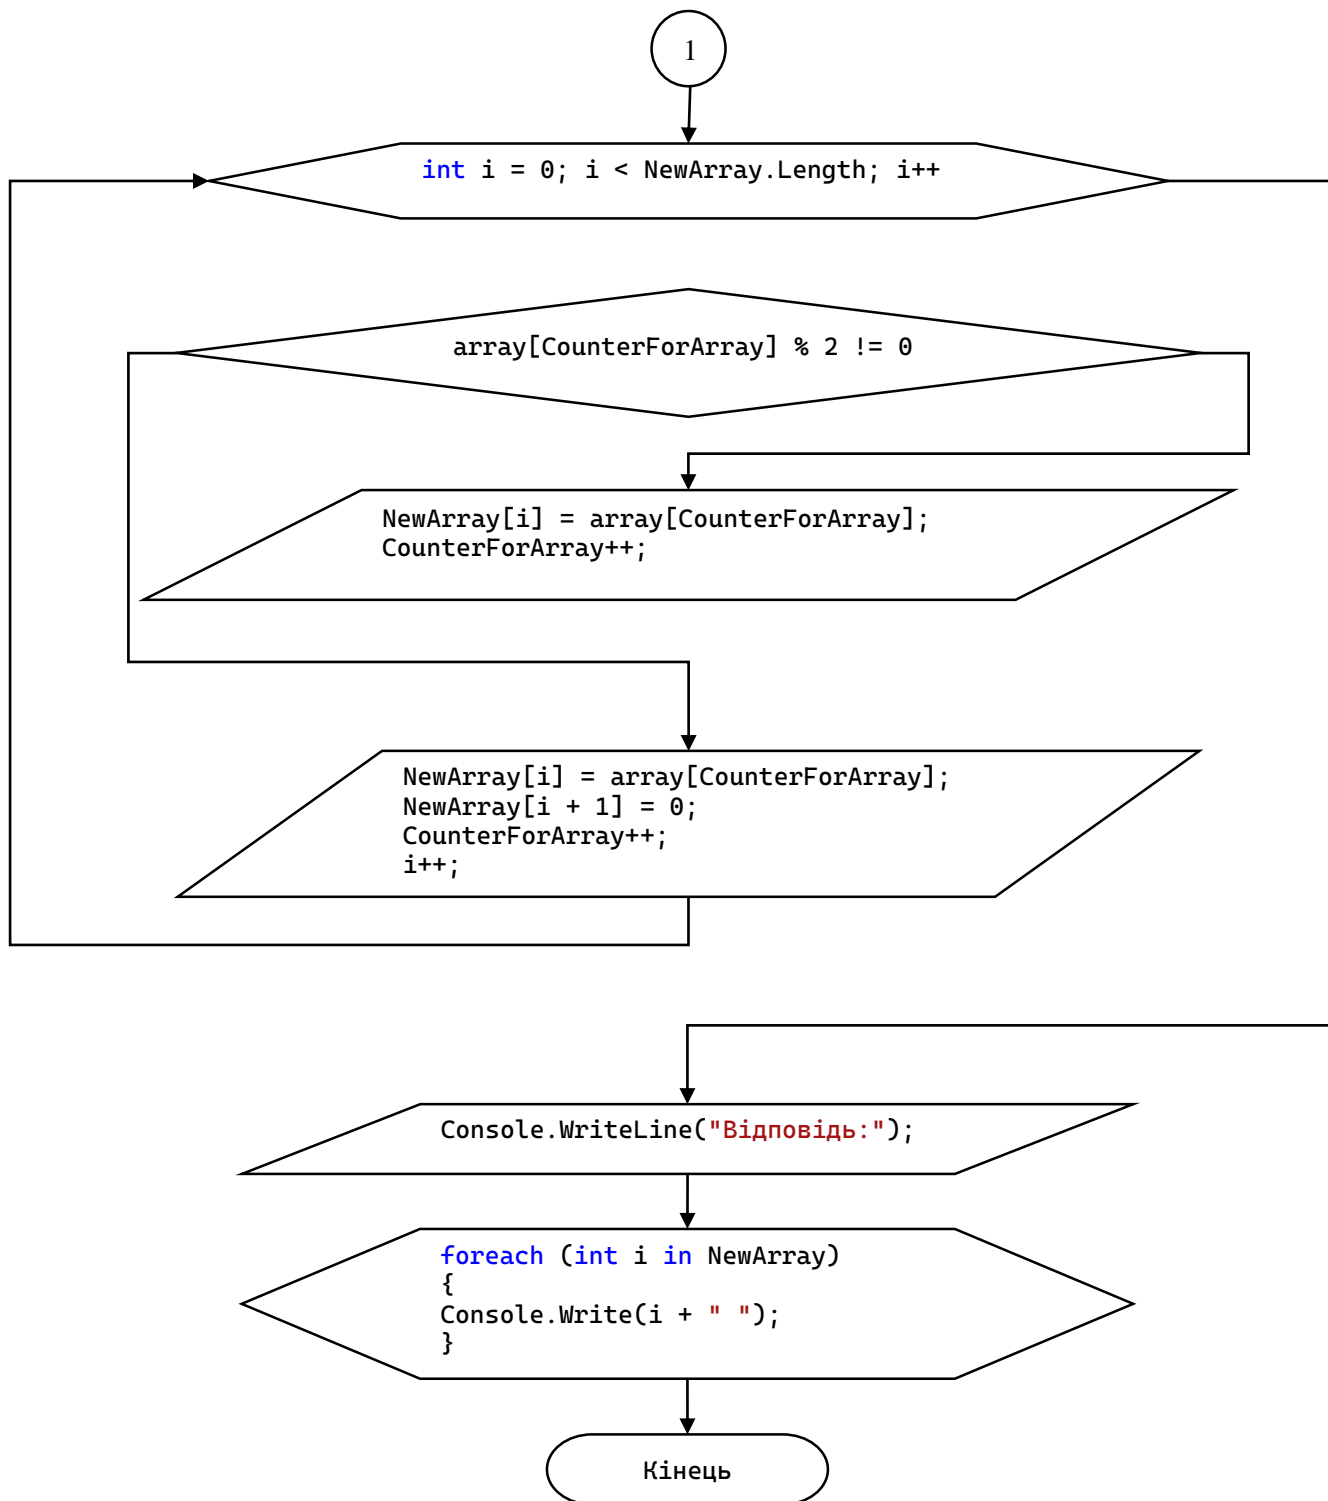 1
int i = 0; i < NewArray.Length; i++
array[CounterForArray] % 2 != 0
NewArray[i] = array[CounterForArray];
CounterForArray++;
NewArray[i] = array[CounterForArray];
NewArray[i + 1] = 0;
CounterForArray++;
i++;
Console.WriteLine("Відповідь:");
foreach (int i in NewArray)
{
Console.Write(i + " ");
}
Кінець